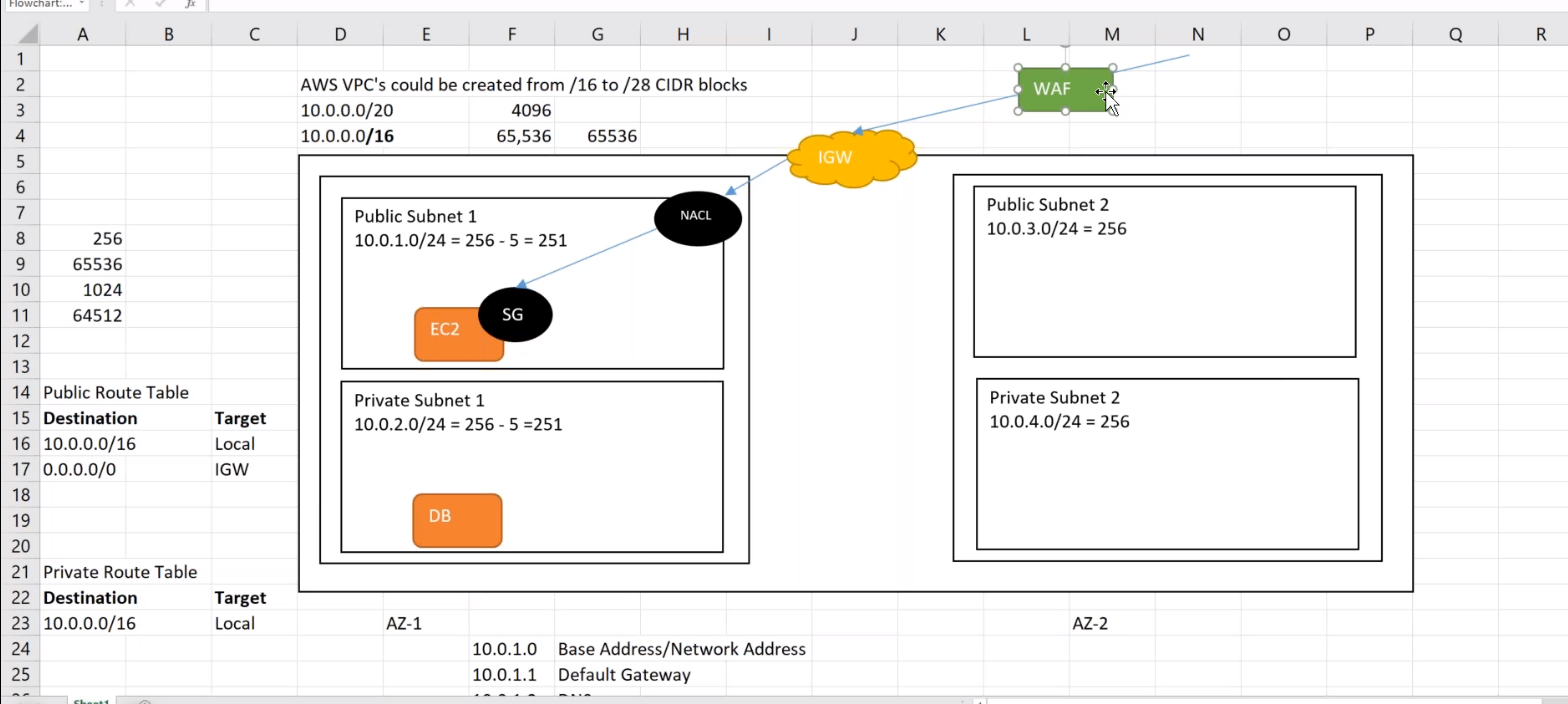 Flowchart:...
fx
A B C D E F G H I J K L M N O P Q R
1
2 AWS VPC's could be created from /16 to /28 CIDR blocks
WAF
3 10.0.0.0/20 4096
4 10.0.0.0/16 65,536 65536
5 IGW
6
7 Public Subnet 1 NACL Public Subnet 2
8 256 10.0.1.0/24 = 256 - 5 = 251 10.0.3.0/24 = 256
9 65536
10 1024
11 64512 EC2 SG
12
13
14 Public Route Table Private Subnet 1 Private Subnet 2
15 Destination Target 10.0.2.0/24 = 256 - 5 =251 10.0.4.0/24 = 256
16 10.0.0.0/16 Local
17 0.0.0.0/0 IGW
18
19 DB
20
21 Private Route Table
22 Destination Target
23 10.0.0.0/16 Local AZ-1 AZ-2
24 10.0.1.0 Base Address/Network Address
25 10.0.1.1 Default Gateway
Sheet1